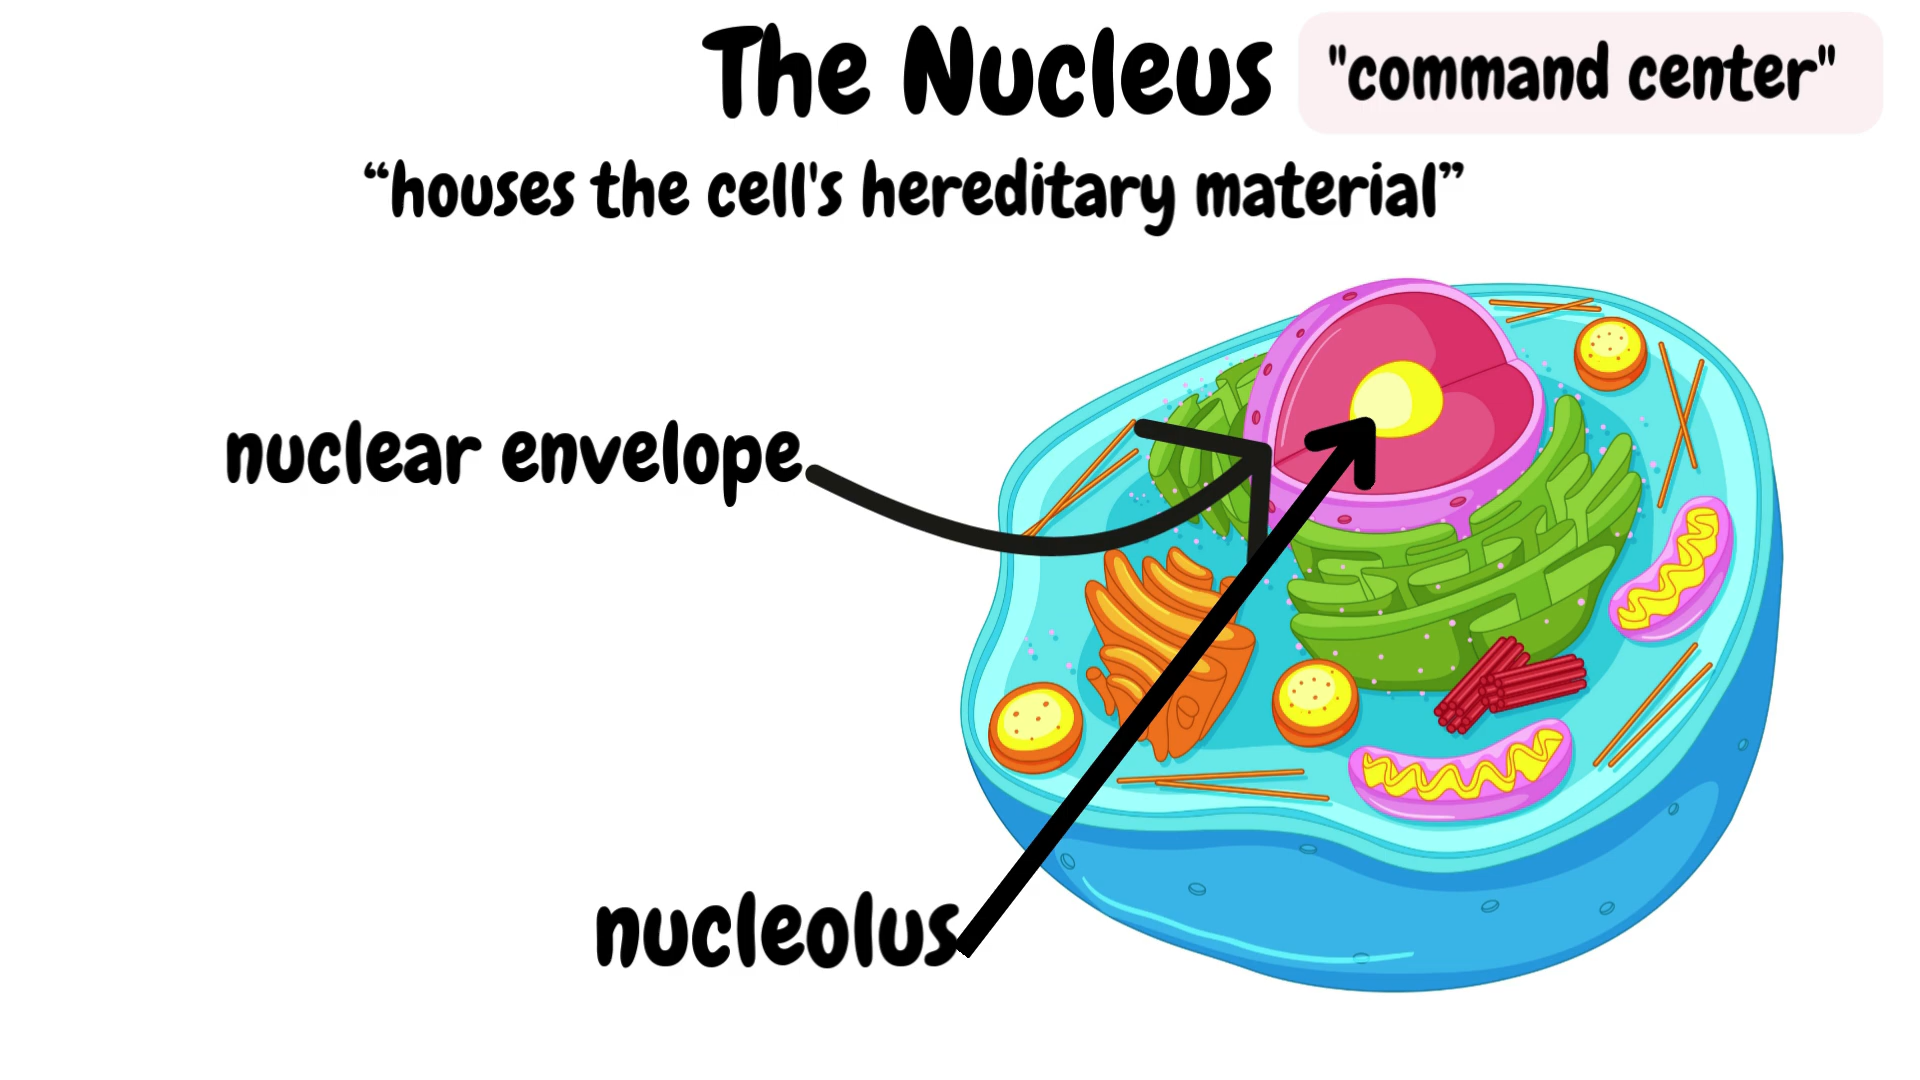 The Nucleus "command center"
“houses the cell's hereditary material”
nuclear envelope
nucleolus